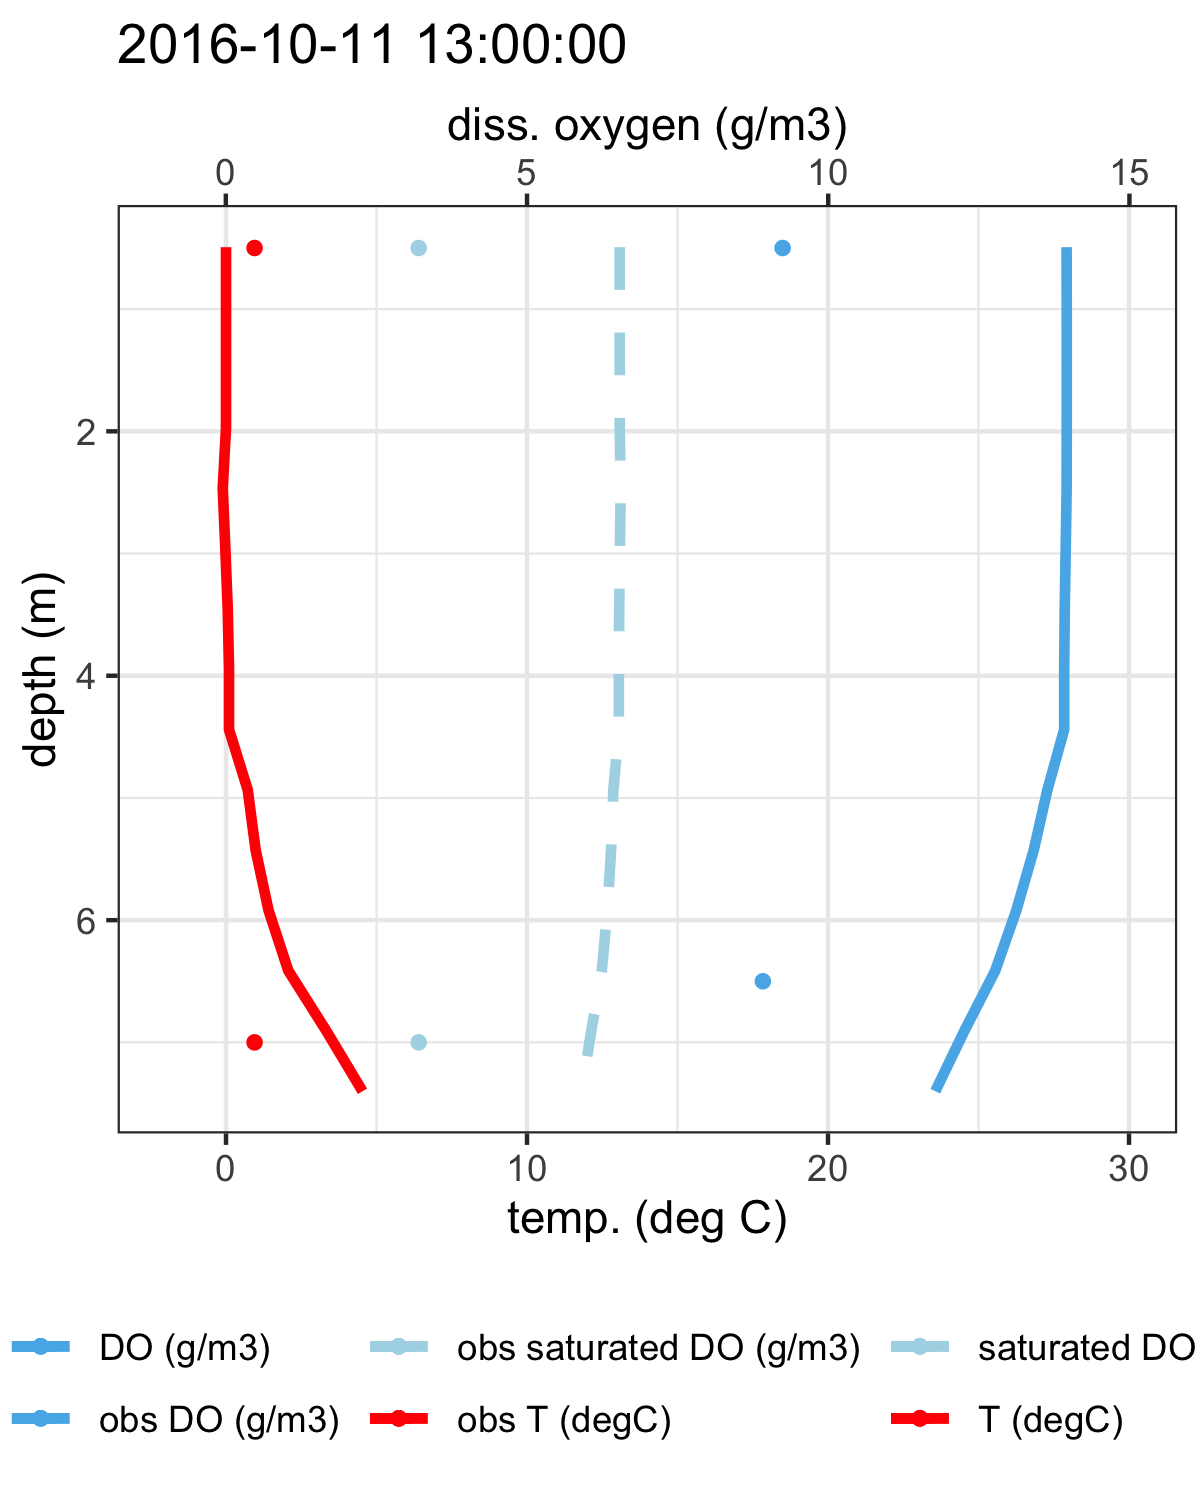 2016-10-11 13:00:00
diss. oxygen (g/m3)
0 5 10 15
depth (m)
2
4
6
0 10 20 30
temp. (deg C)
DO (g/m3) obs saturated DO (g/m3) saturated DO
obs DO (g/m3) obs T (degC) T (degC)